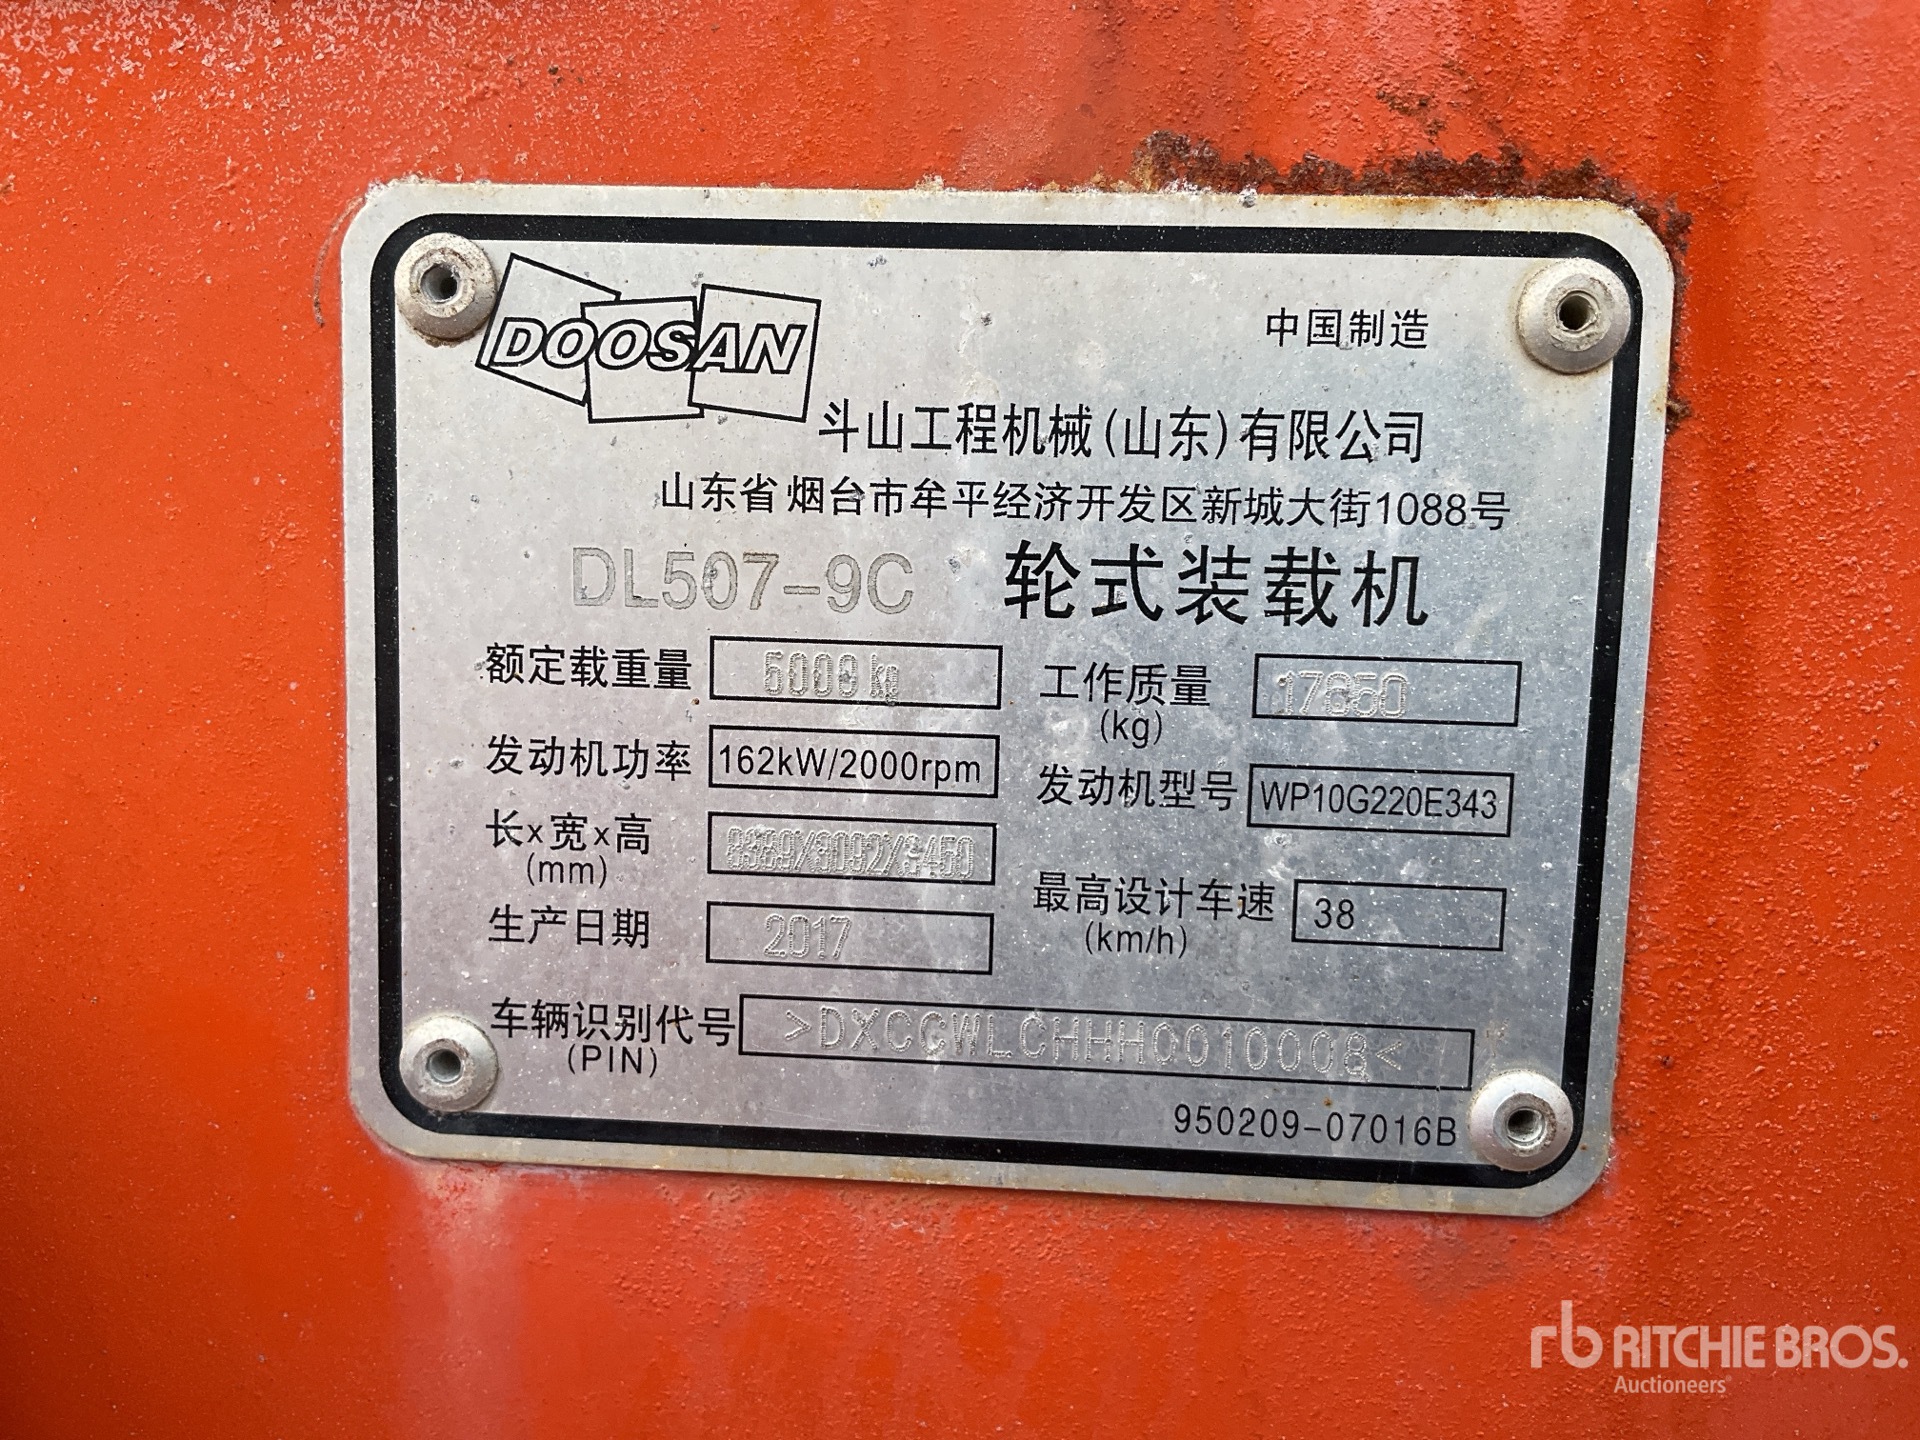 DOOSAN
中国制造
斗山工程机械(山东)有限公司
山东省烟台市牟平经济开发区新城大街1088号
DL507-9C 轮式装载机
额定载重量 5000kg 工作质量 (kg)
发动机功率 162kW/2000rpm 发动机型号 WP10G220E343
长x宽x高 (mm)
生产日期 2017 最高设计车速 (km/h) 38
车辆识别代号 (PIN) >DXCCWLCHHH0010008<
950209-07016B
rb RITCHIE BROS.
Auctioneers